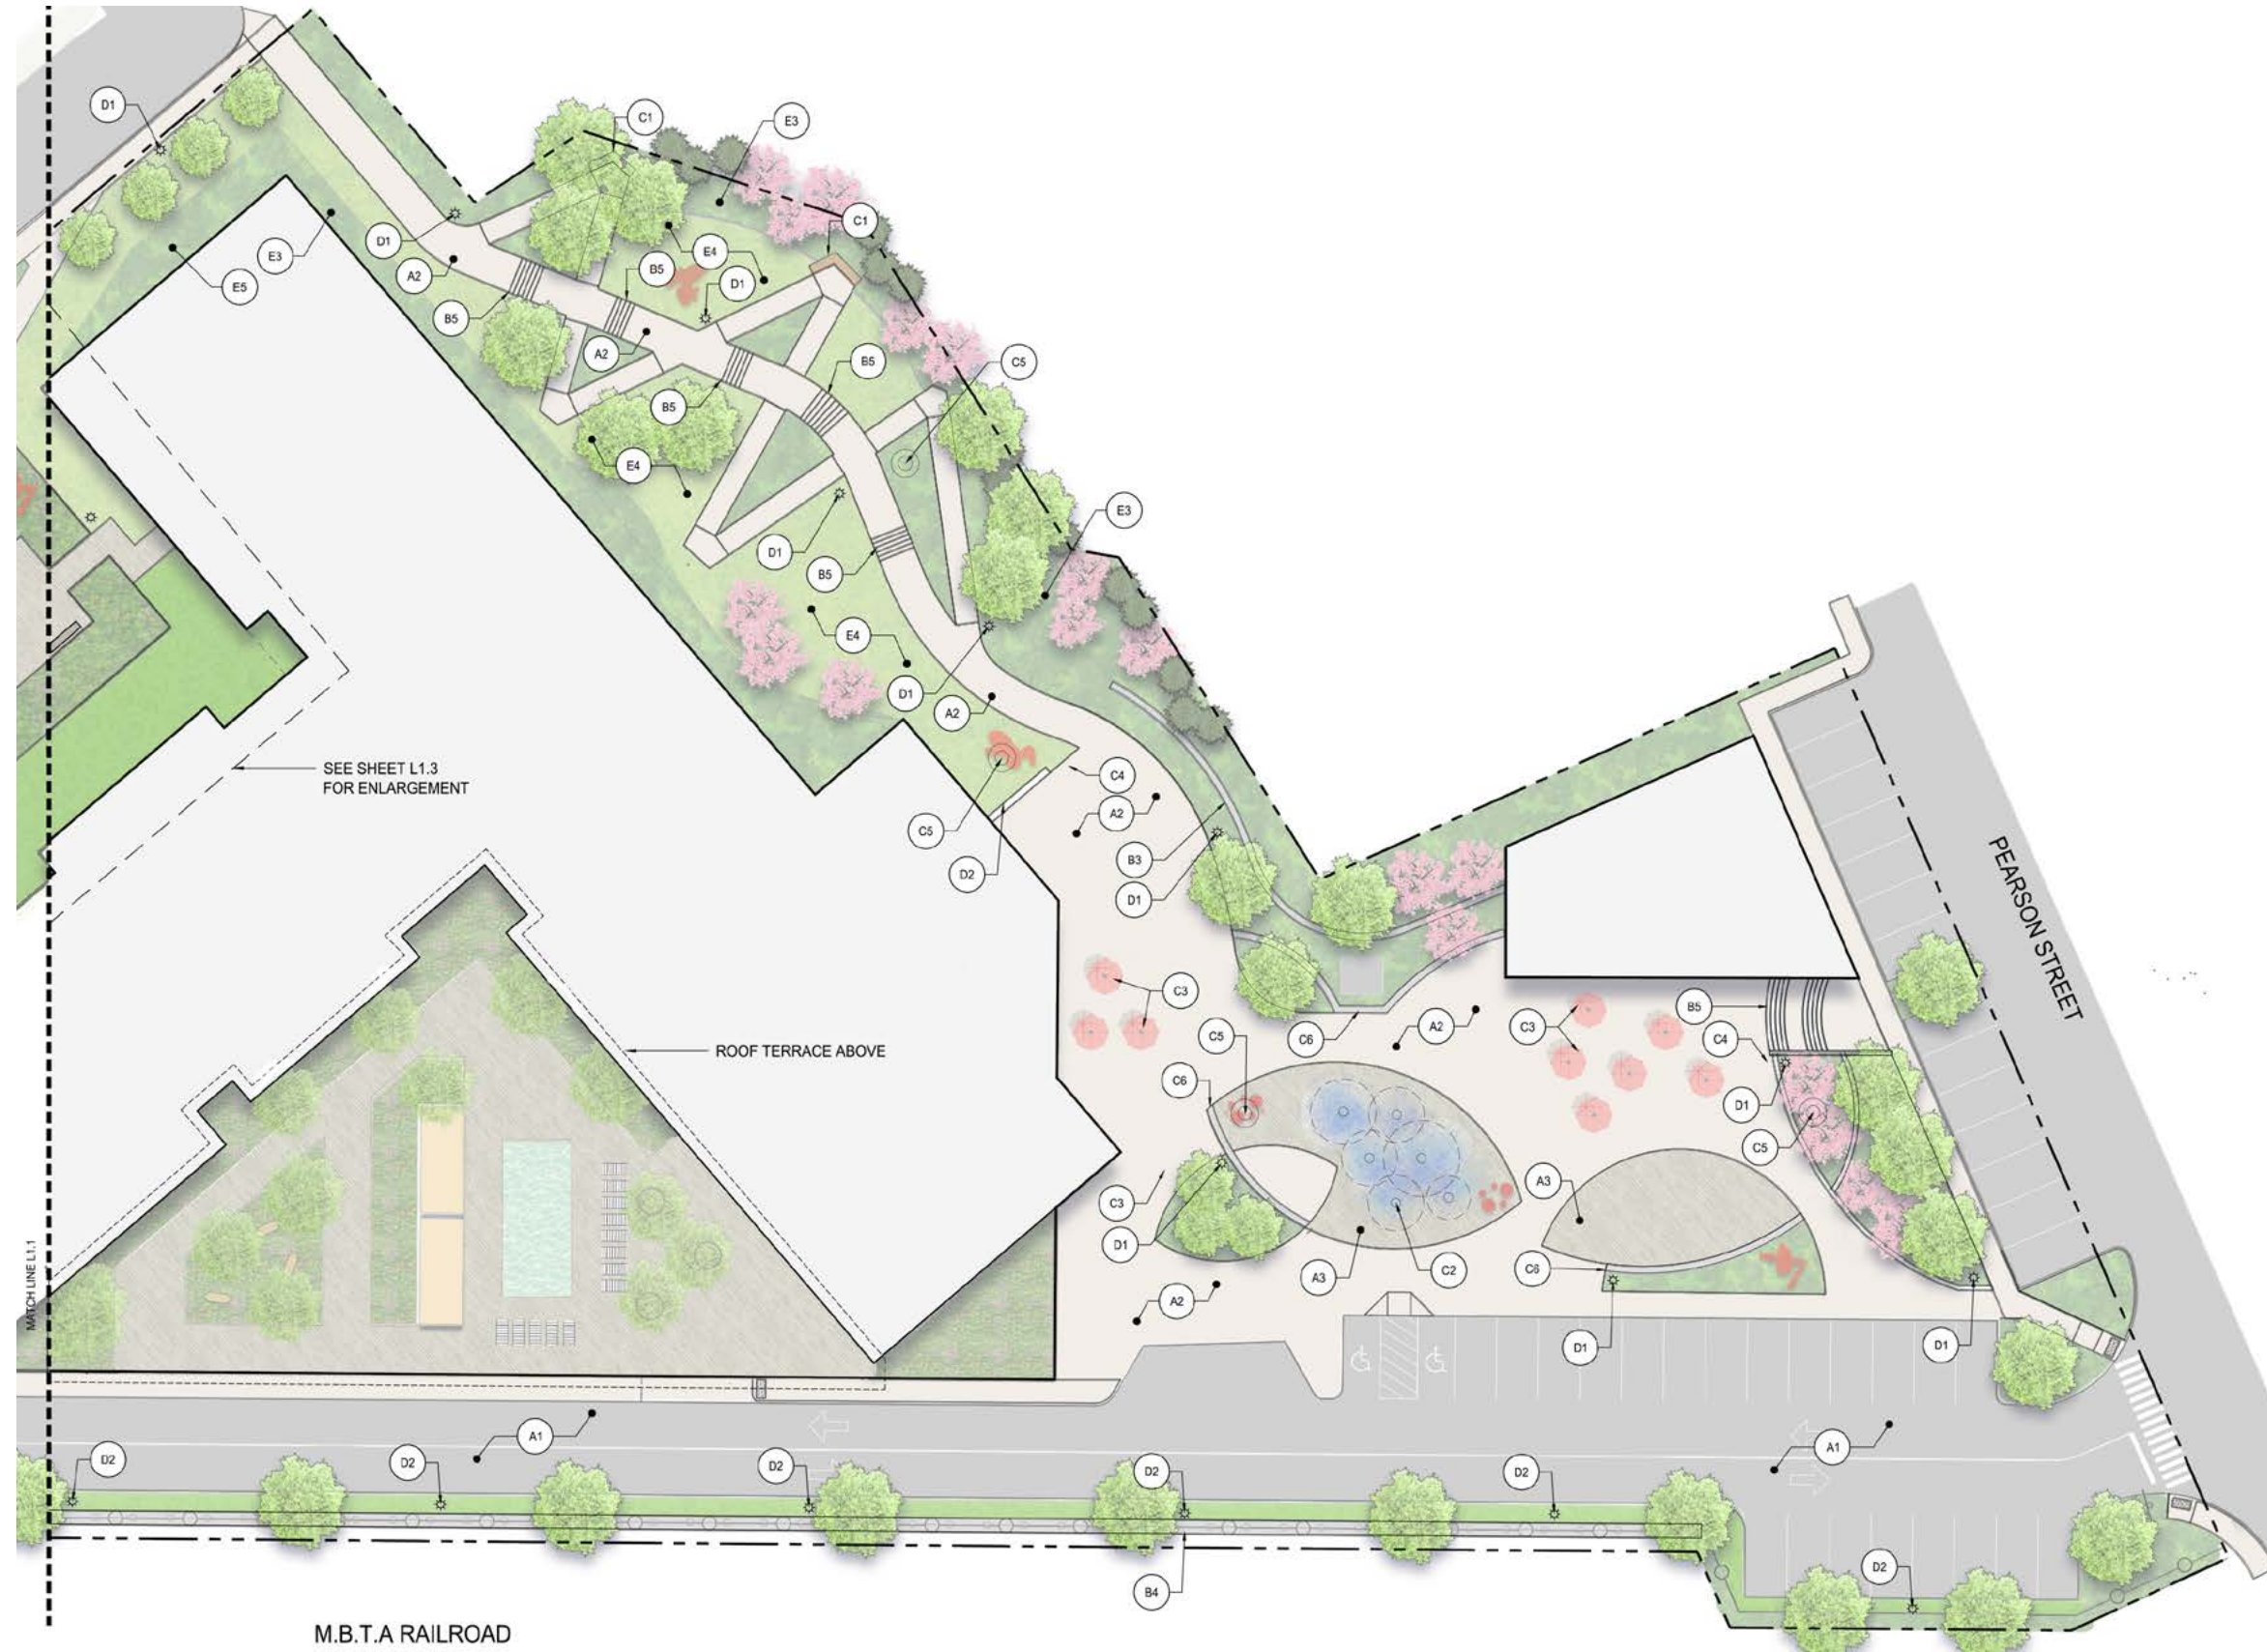 D1
C1
E3
C1
D1
E4
E3
A2
B5
D1
E5
B5
A2
B5
C5
B5
E4
E3
D1
B5
E4
D1
A2
SEE SHEET L1.3
FOR ENLARGEMENT
C4
A2
C5
B3
D2
D1
PEARSON STREET
C3
B5
C5
C6
A2
C3
C4
ROOF TERRACE ABOVE
C6
D1
C5
A3
C3
D1
C6
A3
C2
MATCH LINE L1.1
A2
D1
D1
A1
A1
D2
D2
D2
D2
D2
D2
B4
M.B.T.A RAILROAD